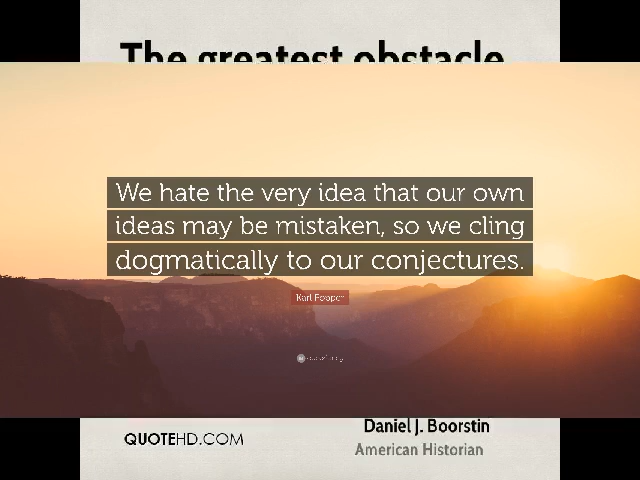 The greatest obstacle
We hate the very idea that our own
ideas may be mistaken, so we cling
dogmatically to our conjectures.
Karl Popper
Daniel J. Boorstin
QUOTEHD.COM
American Historian